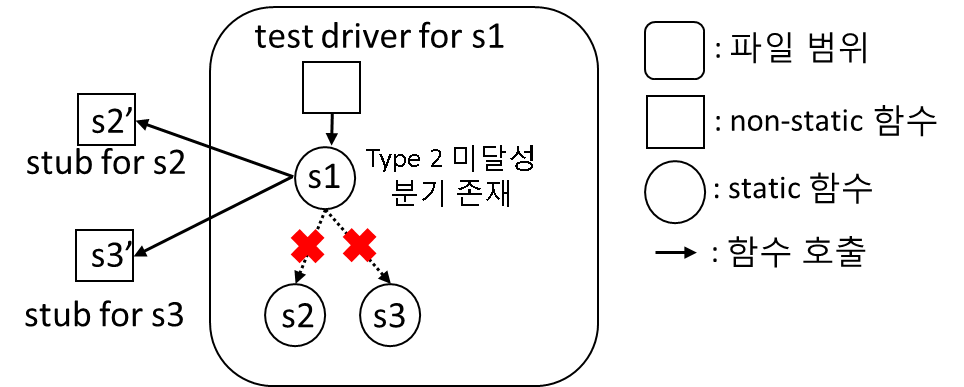 test driver for s1
s2’
stub for s2
s1
Type 2 미달성
분기 존재
s3’
stub for s3
s2
s3
: 파일 범위
: non-static 함수
: static 함수
: 함수 호출